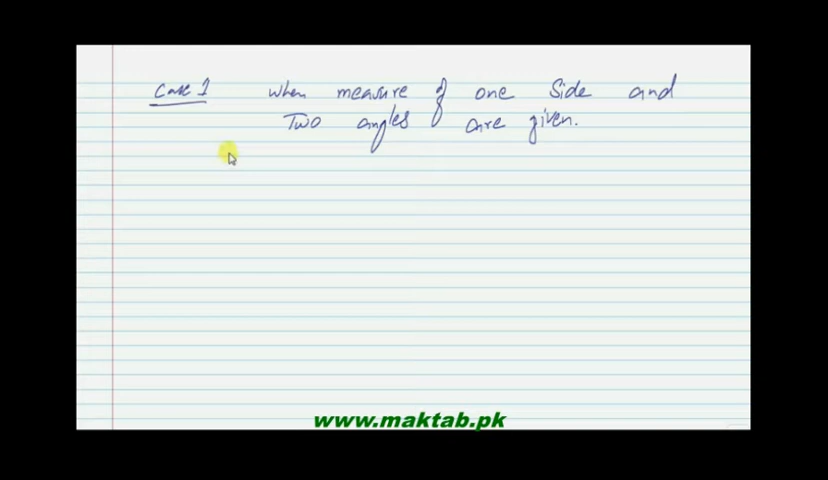 Case 1 when measure of one Side and
Two angles are given.
www.maktab.pk